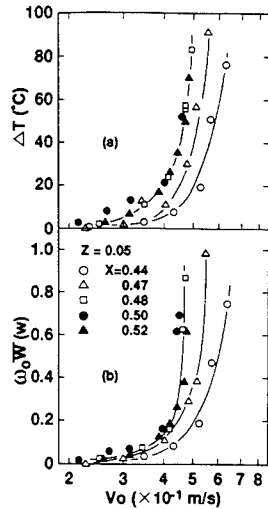 100
80
60
40
20
0
ΔT (°C)
(a)
1.0
0.8
0.6
0.4
0.2
0
ω₀W̄ (w)
Z = 0.05
○ X=0.44
△ 0.47
□ 0.48
● 0.50
▲ 0.52
(b)
2 3 4 5 6 7 8
Vo (×10⁻¹ m/s)